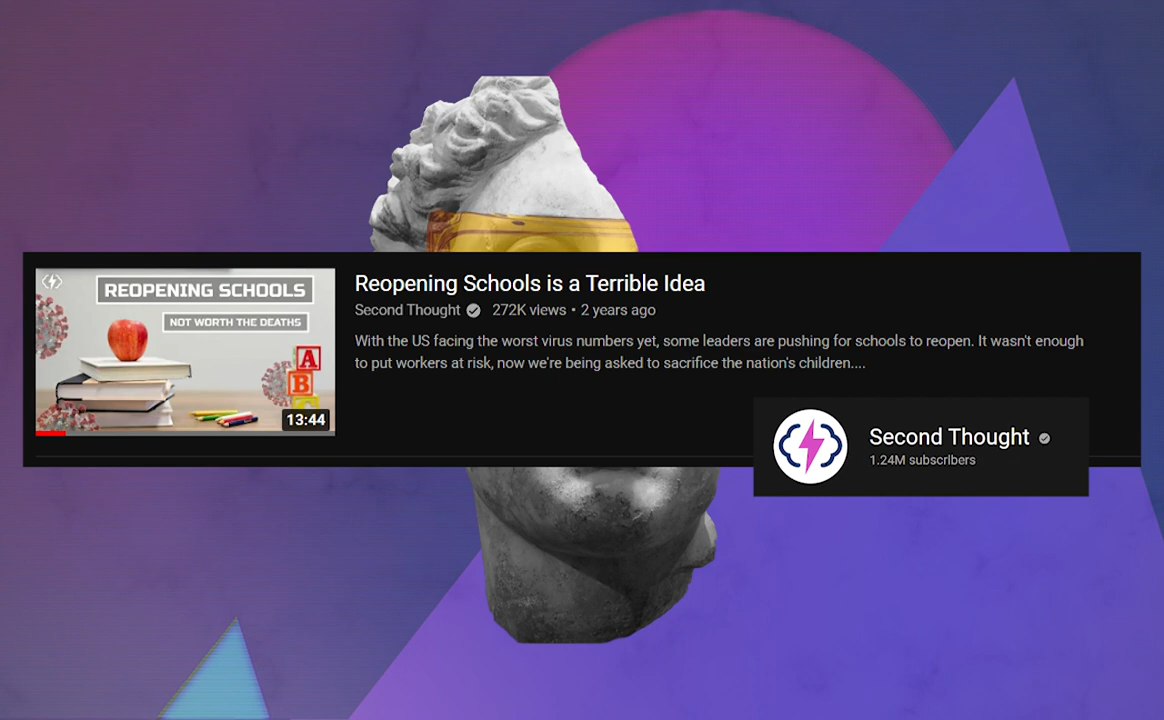 REOPENING SCHOOLS
NOT WORTH THE DEATHS
A
B
13:44
Reopening Schools is a Terrible Idea
Second Thought 272K views • 2 years ago
With the US facing the worst virus numbers yet, some leaders are pushing for schools to reopen. It wasn't enough
to put workers at risk, now we're being asked to sacrifice the nation's children....
Second Thought
1.24M subscrlbers